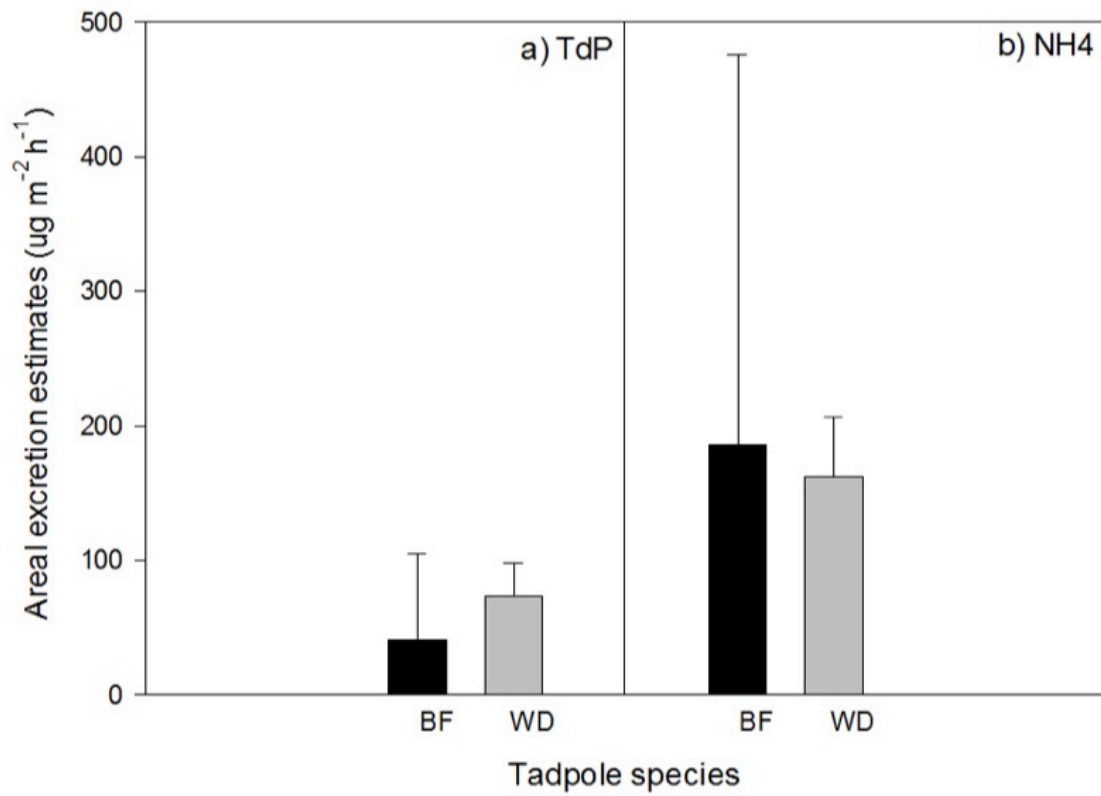 500
400
300
200
100
0
Areal excretion estimates (ug m⁻² h⁻¹)
a) TdP
b) NH4
BF
WD
BF
WD
Tadpole species